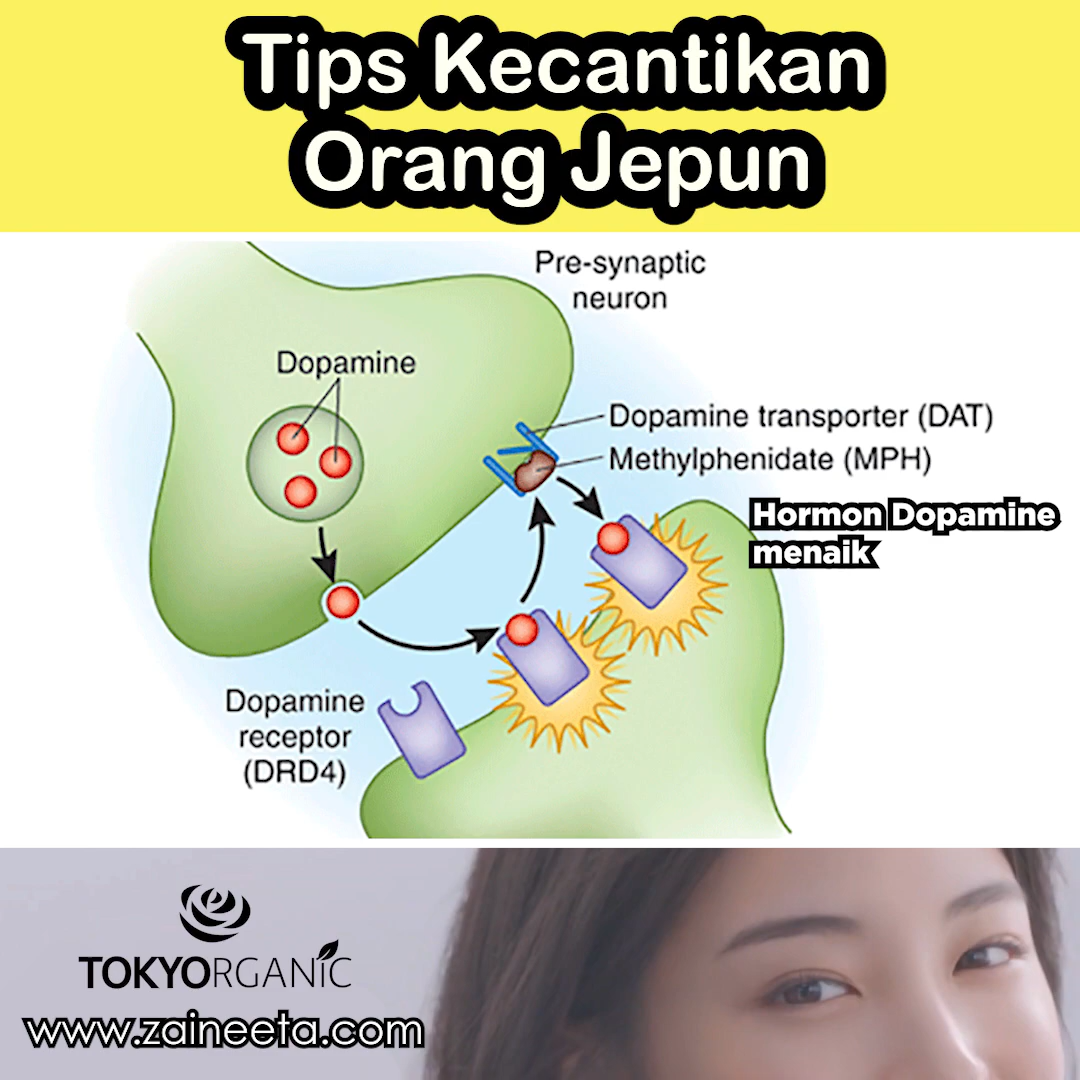 Tips Kecantikan
Orang Jepun
Pre-synaptic
neuron
Dopamine
Dopamine transporter (DAT)
Methylphenidate (MPH)
Hormon Dopamine
menaik
Dopamine
receptor
(DRD4)
TOKYORGANIC
www.zaineeta.com